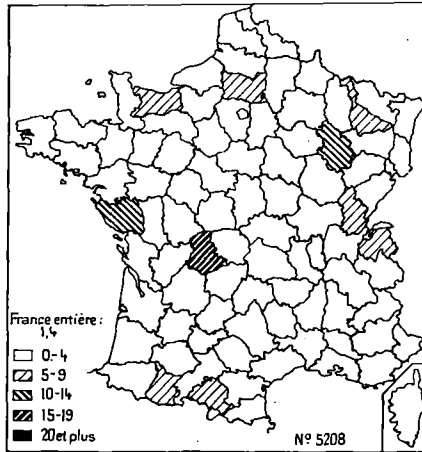 France entière :
1,4
0.- 4
5-9
10-14
15-19
20 et plus
Nº 5208